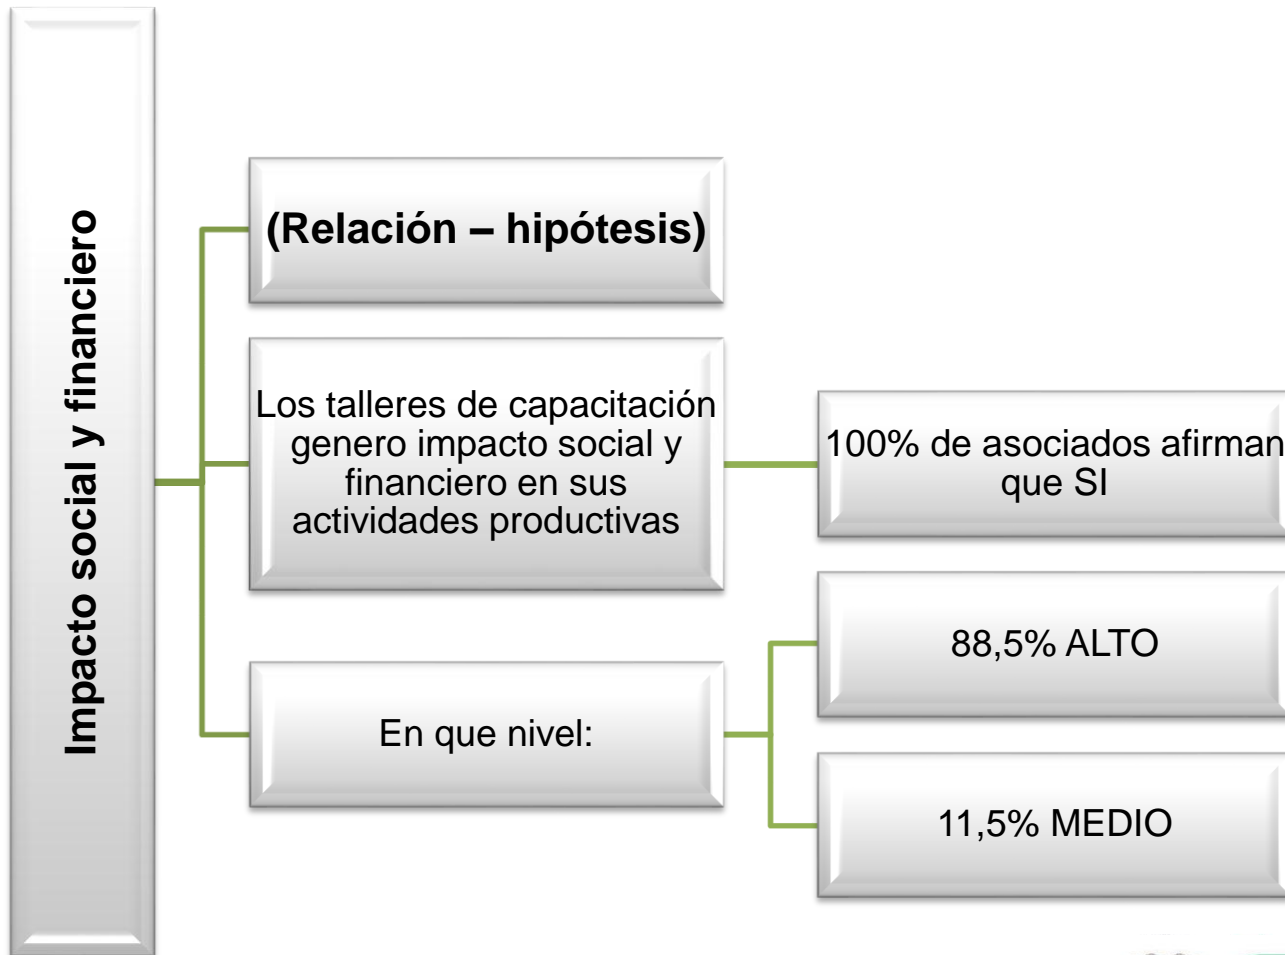 Impacto social y financiero
(Relación – hipótesis)
Los talleres de capacitación
genero impacto social y
financiero en sus
actividades productivas
100% de asociados afirman
que SI
En que nivel:
88,5% ALTO
11,5% MEDIO